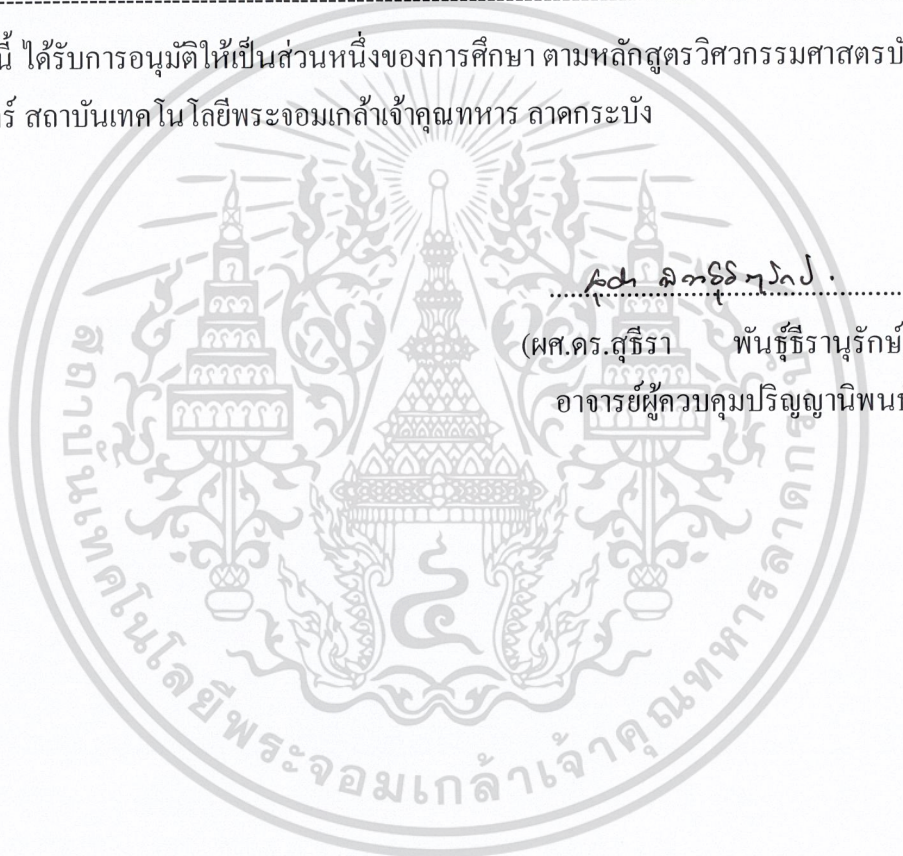 นี้ ได้รับการอนุมัติให้เป็นส่วนหนึ่งของการศึกษา ตามหลักสูตรวิศวกรรมศาสตรบั
ร์ สถาบันเทคโนโลยีพระจอมเกล้าเจ้าคุณทหาร ลาดกระบัง
(ผศ.ดร.สุธีรา พันธุ์ธีรานุรักษ์
อาจารย์ผู้ควบคุมปริญญานิพนธ
สถาบันเทคโนโลยีพระจอมเกล้าเจ้าคุณทหารลาดกระบัง